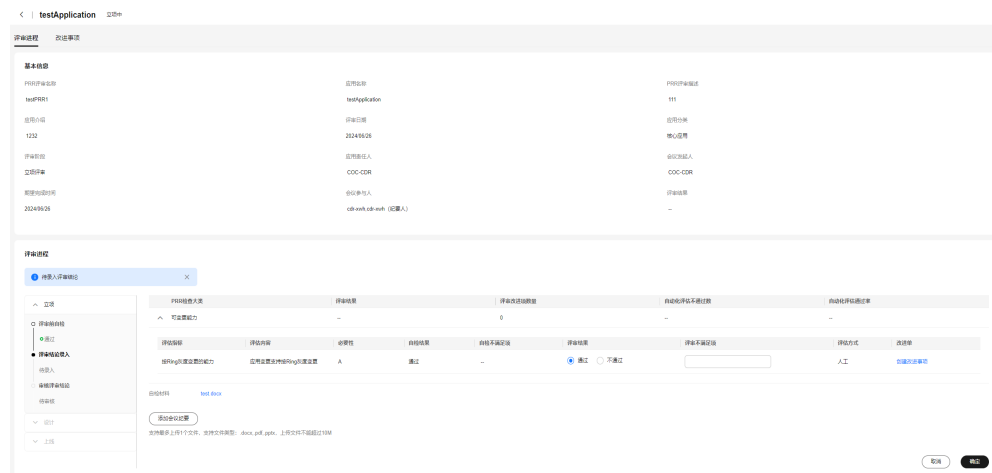 testApplication 立项中
评审进程 改进事项
基本信息
PRR评审名称 应用名称 PRR评审描述
testPRR1 testApplication 111
应用介绍 评审日期 应用分类
1232 2024/06/26 核心应用
评审阶段 应用责任人 会议发起人
立项评审 COC-CDR COC-CDR
期望完成时间 会议参与人 评审结果
2024/06/26 cdr-xwh,cdr-xwh (纪要人) --
评审进程
待录入评审结论
立项
评审前自检
通过
评审结论录入
待录入
审核评审结论
待审核
设计
上线
PRR检查大类 评审结果 评审改进项数量 自动化评估不通过数 自动化评估通过率
可变更能力 -- 0 -- --
评估指标 评估内容 必要性 自检结果 自检不满足项 评审结果 评审不满足项 评估方式 改进单
按Ring灰度变更的能力 应用变更支持按Ring灰度变更 A 通过 -- 通过 不通过 人工 创建改进事项
自检材料 test.docx
添加会议纪要
支持最多上传1个文件，支持文件类型：.docx,.pdf,.pptx，上传文件不能超过10M
取消 确定